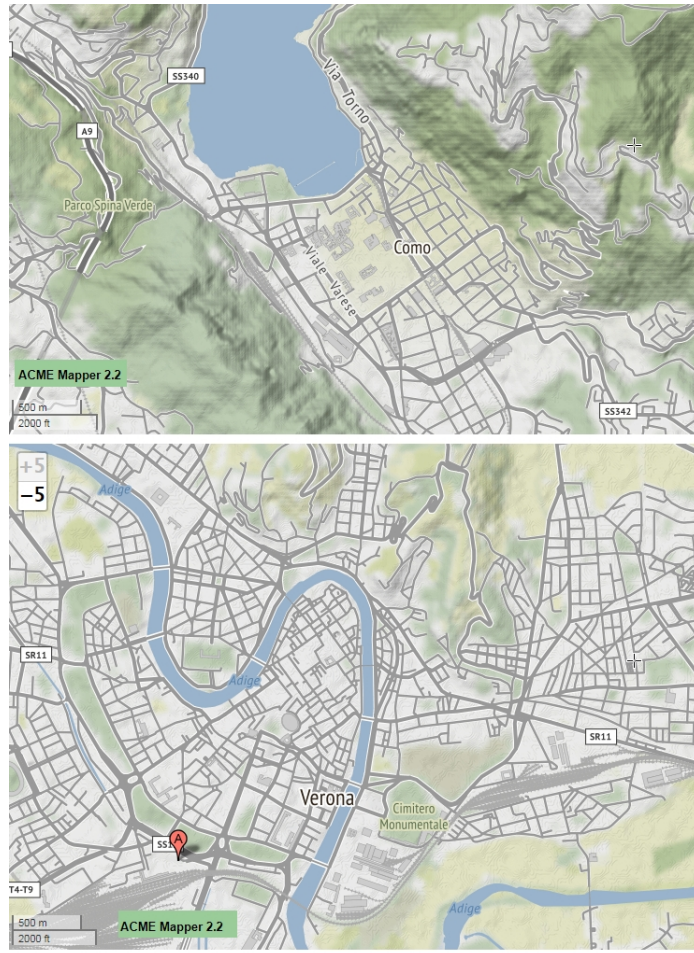 SS340
Via Torno
A9
Parco Spina Verde
Como
Viale Varese
ACME Mapper 2.2
500 m
2000 ft
SS342
+5
−5
Adige
SR11
Adige
SR11
Verona
Cimitero
Monumentale
A
T4-T9
Adige
500 m
2000 ft
ACME Mapper 2.2